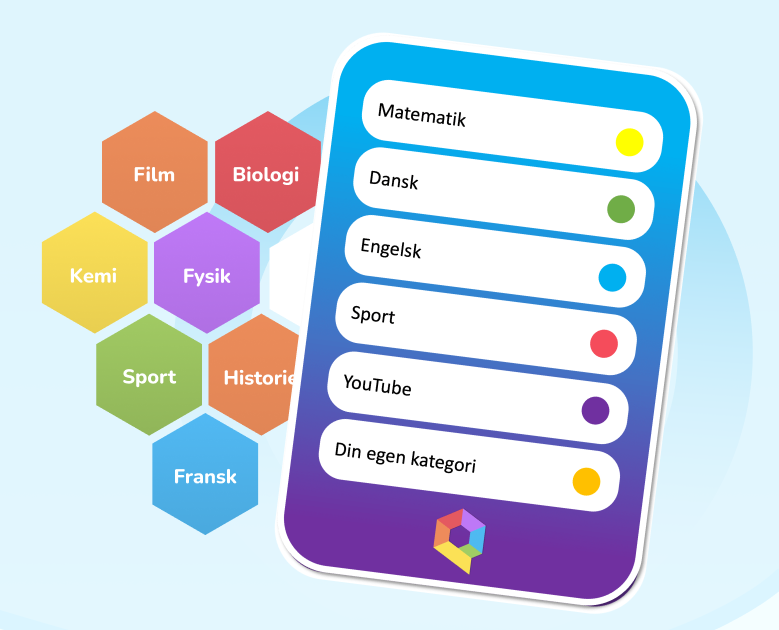 Film
Biologi
Kemi
Fysik
Sport
Historie
Fransk
Matematik
Dansk
Engelsk
Sport
YouTube
Din egen kategori